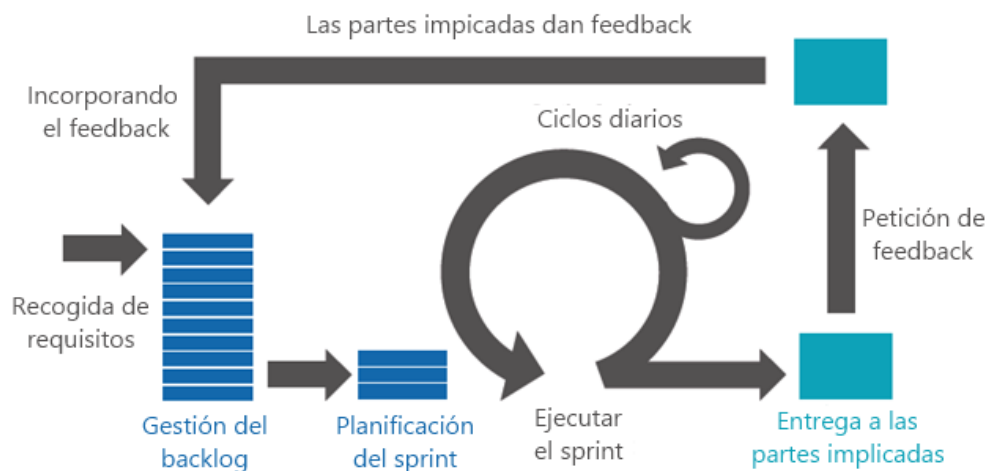 Las partes impicadas dan feedback
Incorporando
el feedback
Ciclos diarios
Petición de
feedback
Recogida de
requisitos
Gestión del
backlog
Planificación
del sprint
Ejecutar
el sprint
Entrega a las
partes implicadas